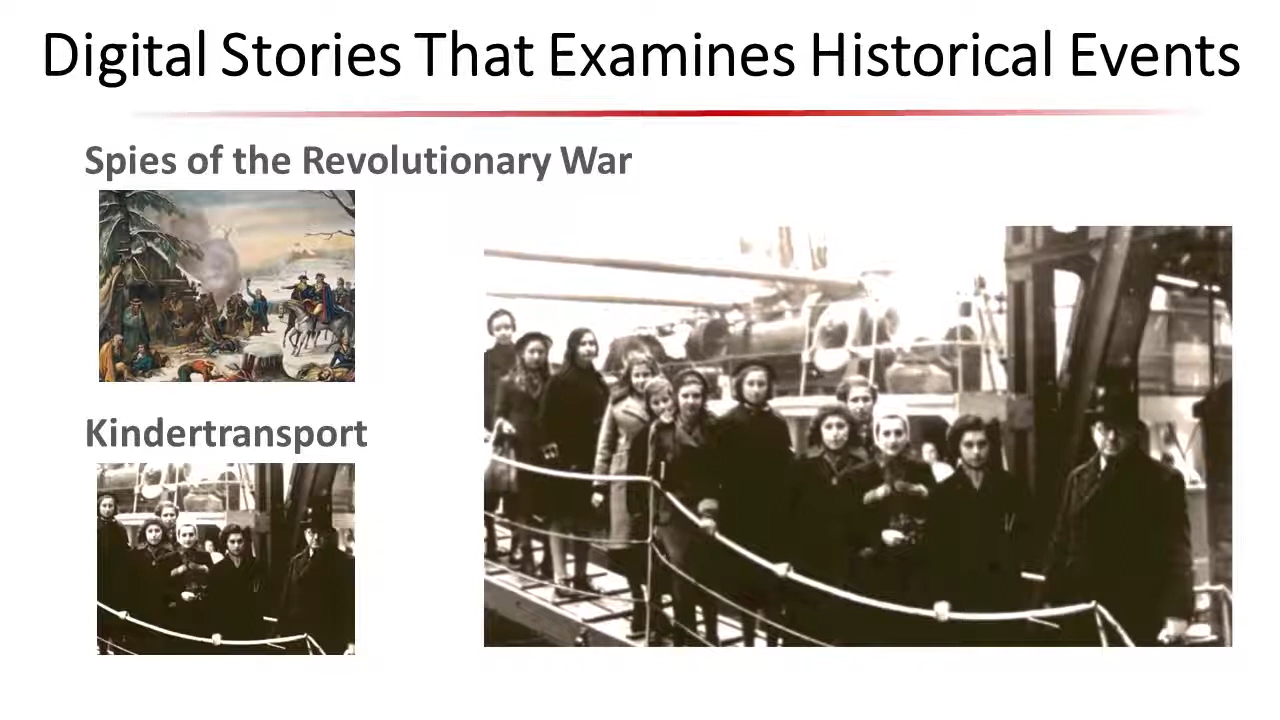 Digital Stories That Examines Historical Events
Spies of the Revolutionary War
Kindertransport